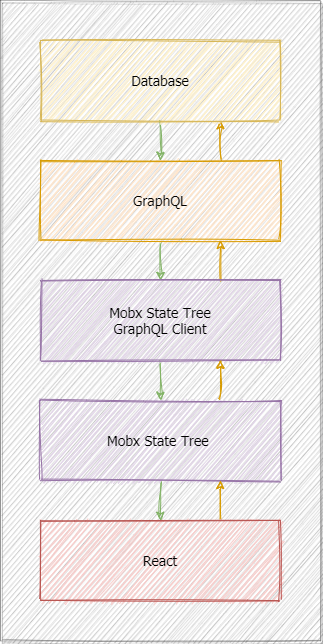 Database
GraphQL
Mobx State Tree
GraphQL Client
Mobx State Tree
React